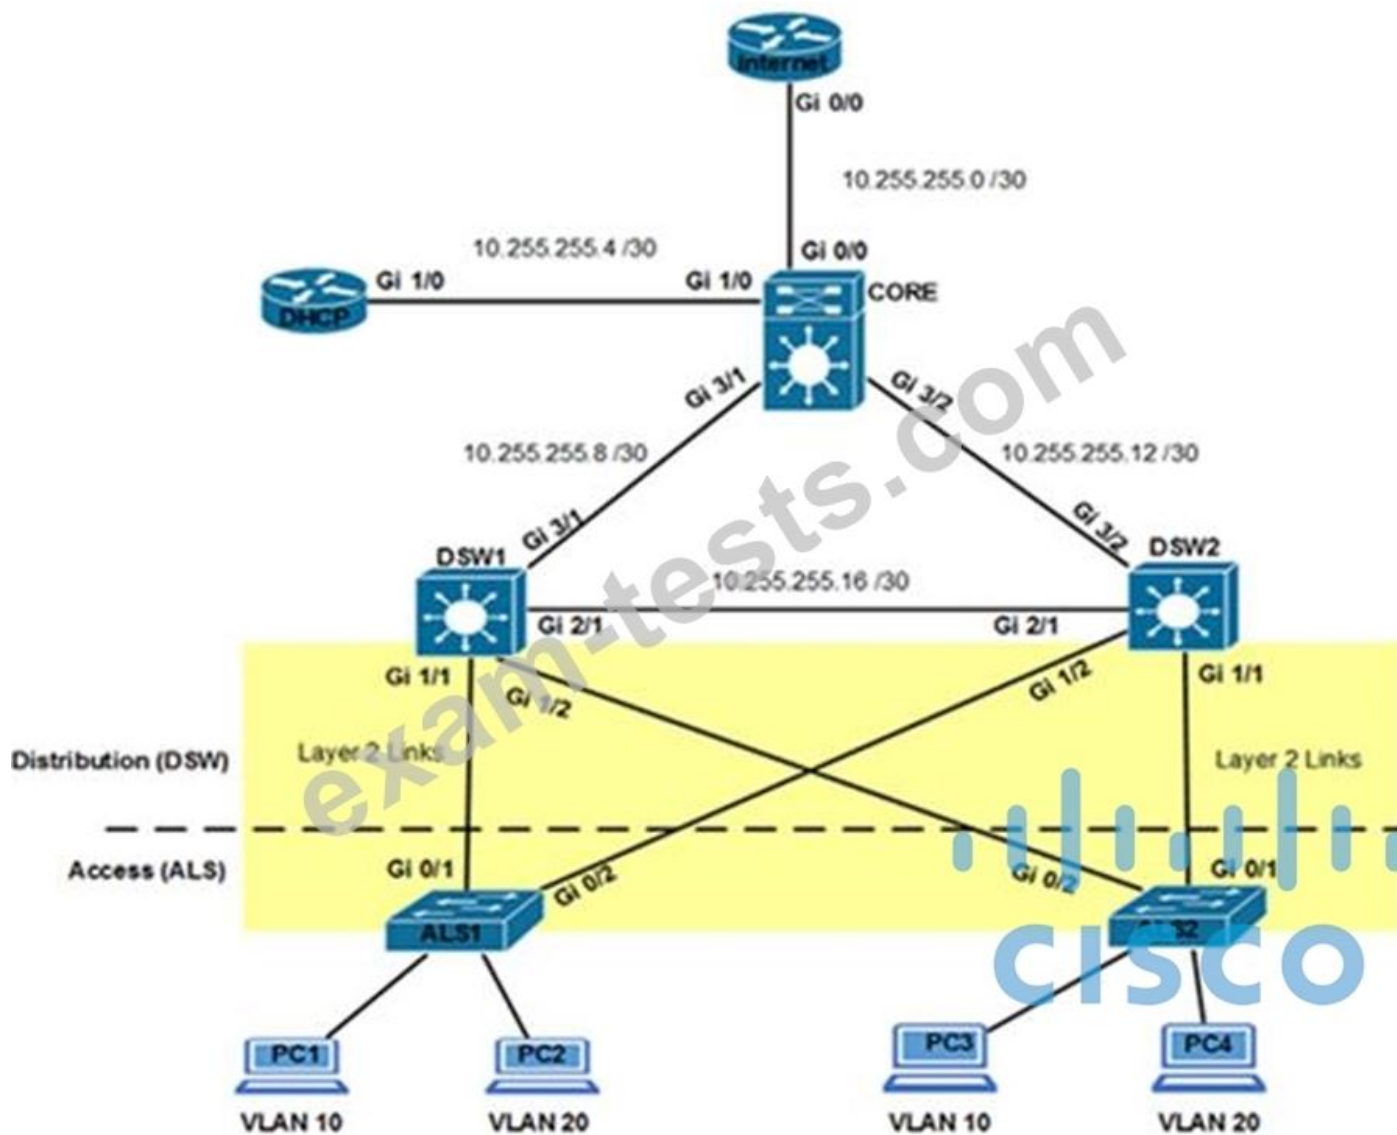 Internet
Gi 0/0
10.255.255.0 /30
10.255.255.4 /30
Gi 0/0
Gi 1/0
Gi 1/0
CORE
DHCP
Gi 3/1
Gi 3/2
10.255.255.8 /30
10.255.255.12 /30
Gi 3/1
Gi 3/2
DSW1
DSW2
10.255.255.16 /30
Gi 2/1
Gi 2/1
Gi 1/1
Gi 1/2
Gi 1/2
Gi 1/1
Distribution (DSW)
Layer 2 Links
Layer 2 Links
Access (ALS)
Gi 0/1
Gi 0/2
Gi 0/2
Gi 0/1
ALS1
ALS2
CISCO
PC1
PC2
PC3
PC4
VLAN 10
VLAN 20
VLAN 10
VLAN 20
exam-tests.com